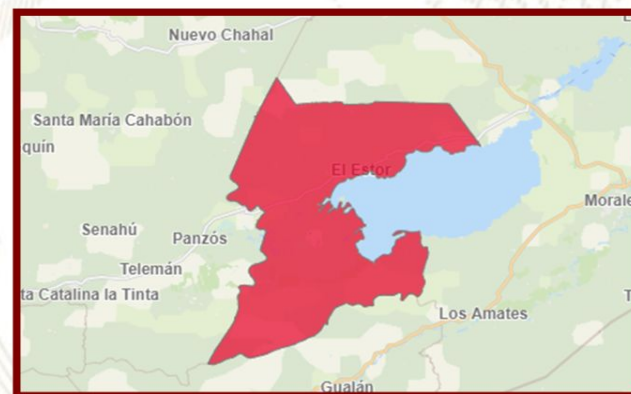 Nuevo Chahal
Santa María Cahabón
quín
El Estor
Morale
Senahú
Panzós
Telemán
ta Catalina la Tinta
Los Amates
Gualán